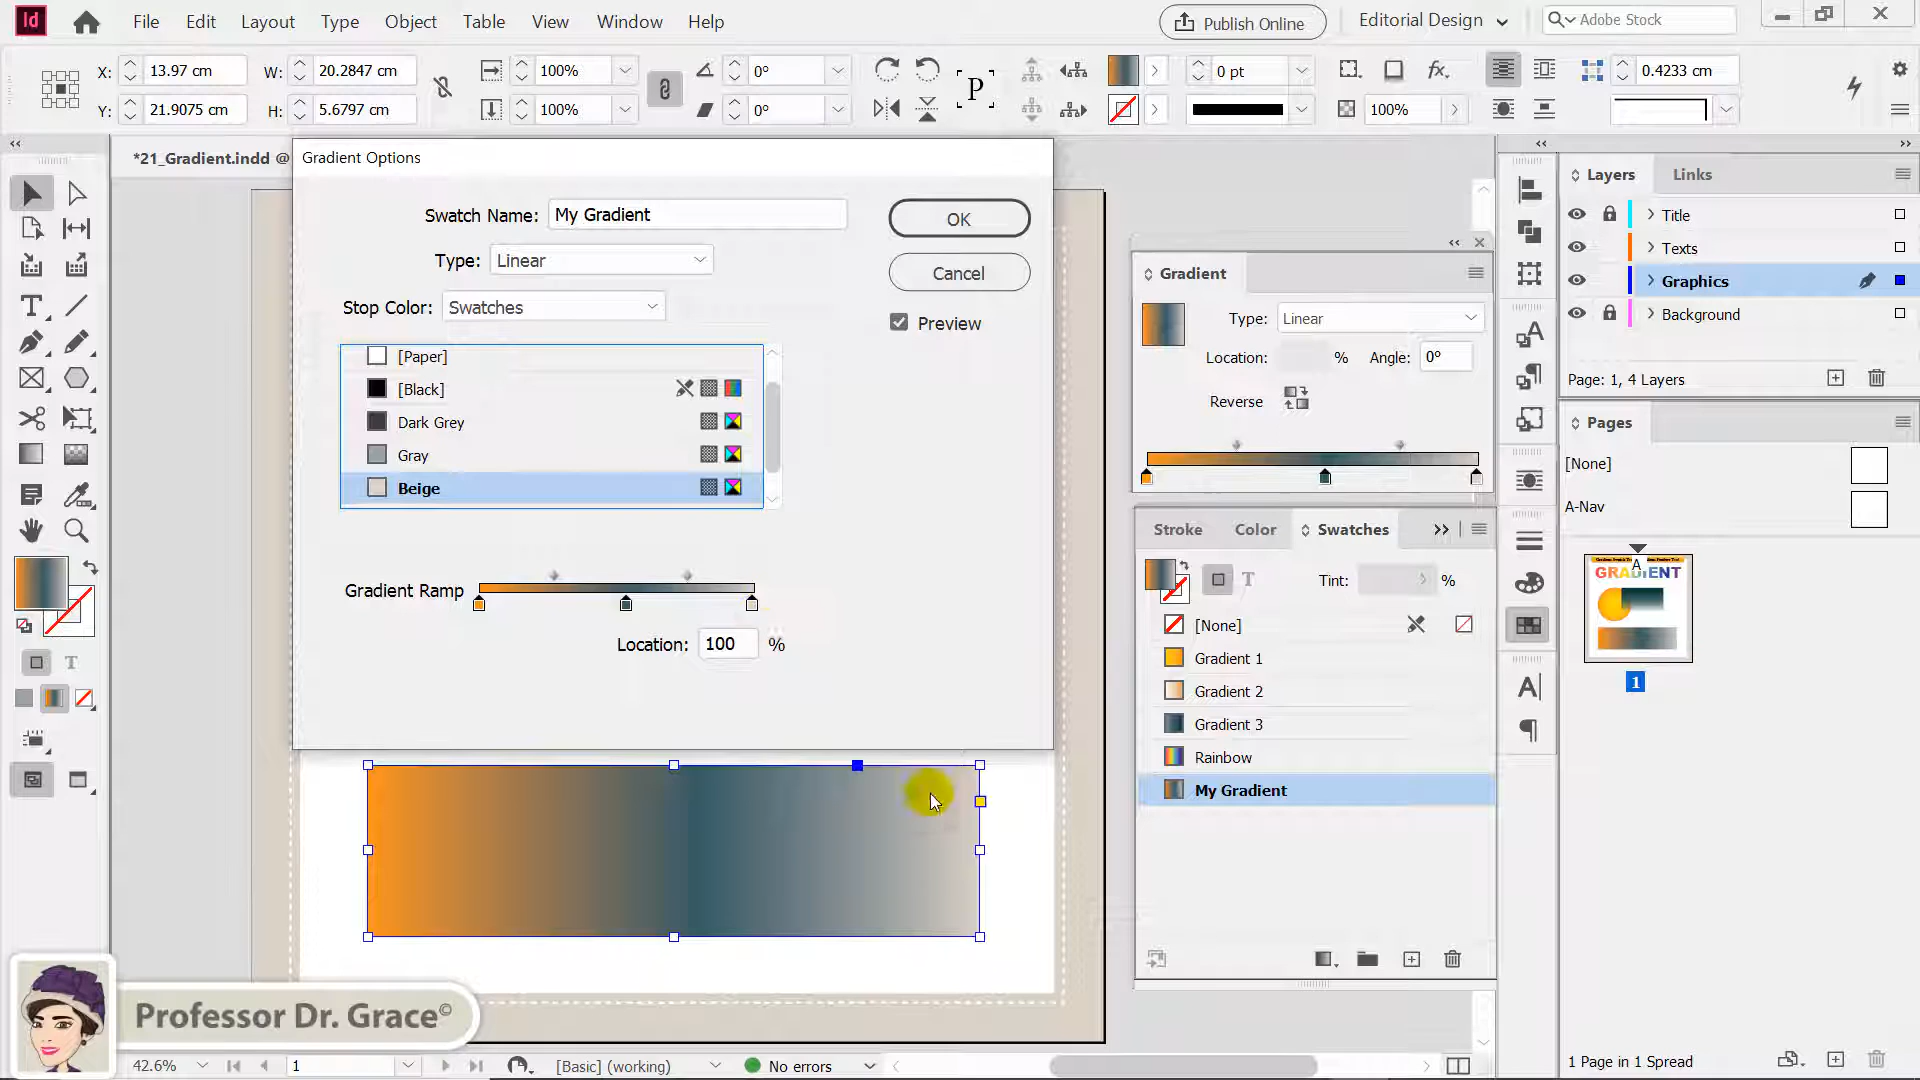 Id File Edit Layout Type Object Table View Window Help Publish Online Editorial Design Adobe Stock
X: 13.97 cm W: 20.2847 cm 100% 0° P 0 pt fx. 0.4233 cm
Y: 21.9075 cm H: 5.6797 cm 100% 0° 100%
*21_Gradient.indd @
Gradient Options
Swatch Name: My Gradient
Type: Linear
Stop Color: Swatches
OK
Cancel
Preview
[Paper]
[Black]
Dark Grey
Gray
Beige
Gradient Ramp
Location: 100 %
Gradient
Type: Linear
Location: % Angle: 0°
Reverse
Stroke Color Swatches
T Tint: %
[None]
Gradient 1
Gradient 2
Gradient 3
Rainbow
My Gradient
Layers Links
Title
Texts
Graphics
Background
Page: 1, 4 Layers
Pages
[None]
A-Nav
A
GRADIENT
1
1 Page in 1 Spread
Professor Dr. Grace©
42.6% 1 [Basic] (working) No errors